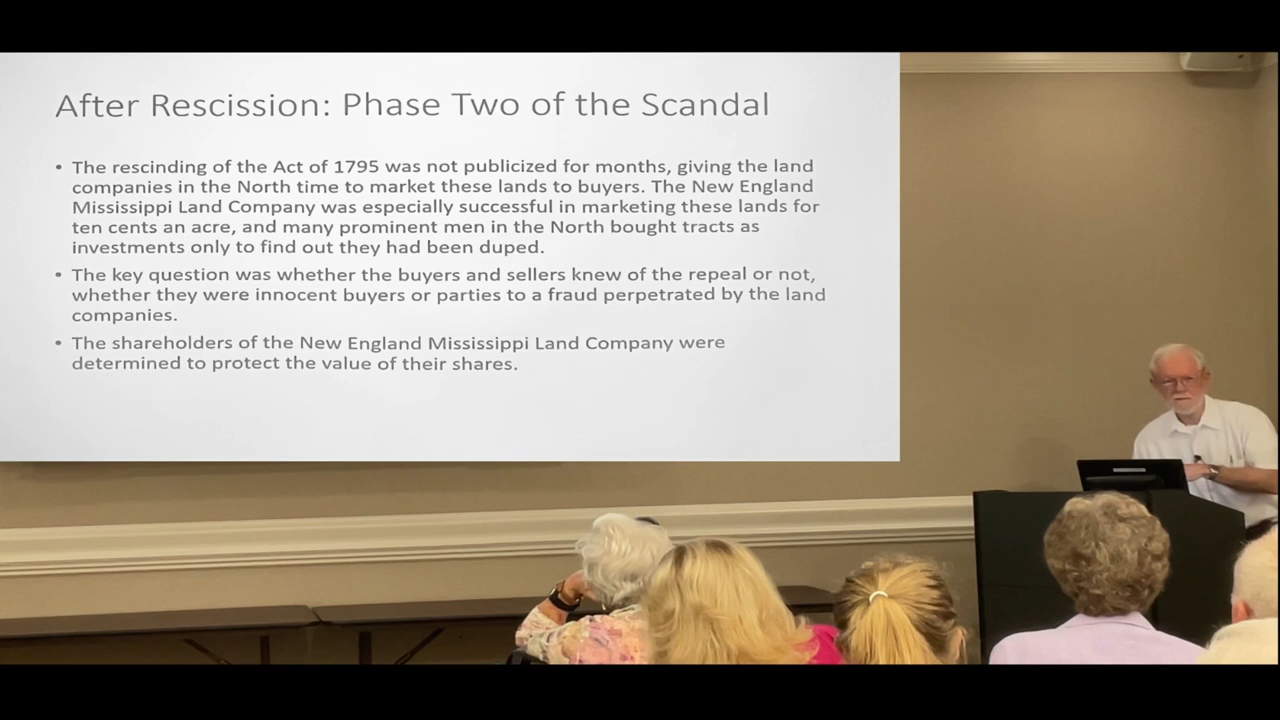 After Rescission: Phase Two of the Scandal
• The rescinding of the Act of 1795 was not publicized for months, giving the land
companies in the North time to market these lands to buyers. The New England
Mississippi Land Company was especially successful in marketing these lands for
ten cents an acre, and many prominent men in the North bought tracts as
investments only to find out they had been duped.
• The key question was whether the buyers and sellers knew of the repeal or not,
whether they were innocent buyers or parties to a fraud perpetrated by the land
companies.
• The shareholders of the New England Mississippi Land Company were
determined to protect the value of their shares.